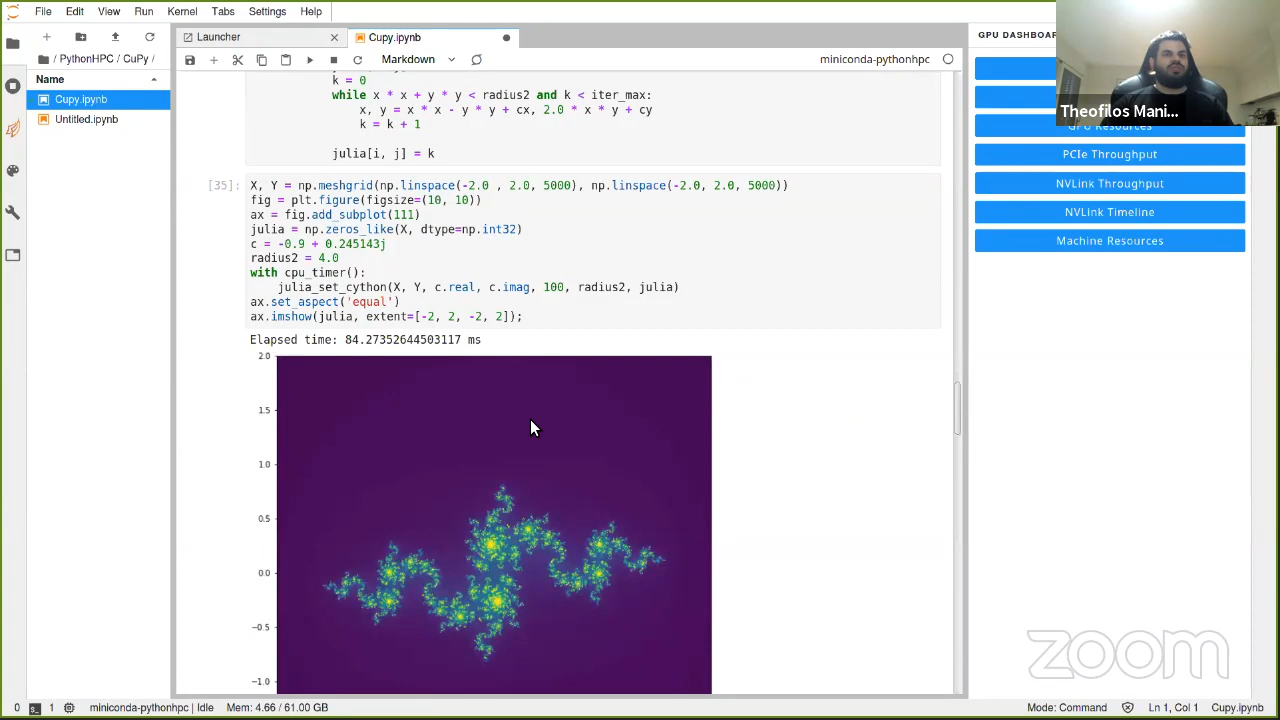 File Edit View Run Kernel Tabs Settings Help
Launcher
Cupy.ipynb
GPU DASHBOAR
/ PythonHPC / CuPy /
Markdown
miniconda-pythonhpc
Name
Cupy.ipynb
Untitled.ipynb
k = 0
while x * x + y * y < radius2 and k < iter_max:
x, y = x * x - y * y + cx, 2.0 * x * y + cy
k = k + 1
julia[i, j] = k
[35]: X, Y = np.meshgrid(np.linspace(-2.0 , 2.0, 5000), np.linspace(-2.0, 2.0, 5000))
fig = plt.figure(figsize=(10, 10))
ax = fig.add_subplot(111)
julia = np.zeros_like(X, dtype=np.int32)
c = -0.9 + 0.245143j
radius2 = 4.0
with cpu_timer():
julia_set_cython(X, Y, c.real, c.imag, 100, radius2, julia)
ax.set_aspect('equal')
ax.imshow(julia, extent=[-2, 2, -2, 2]);
Elapsed time: 84.27352644503117 ms
2.0
1.5
1.0
0.5
0.0
−0.5
−1.0
Theofilos Mani...
GPU Resources
PCIe Throughput
NVLink Throughput
NVLink Timeline
Machine Resources
zoom
0 1 miniconda-pythonhpc | Idle Mem: 4.66 / 61.00 GB
Mode: Command Ln 1, Col 1 Cupy.ipynb